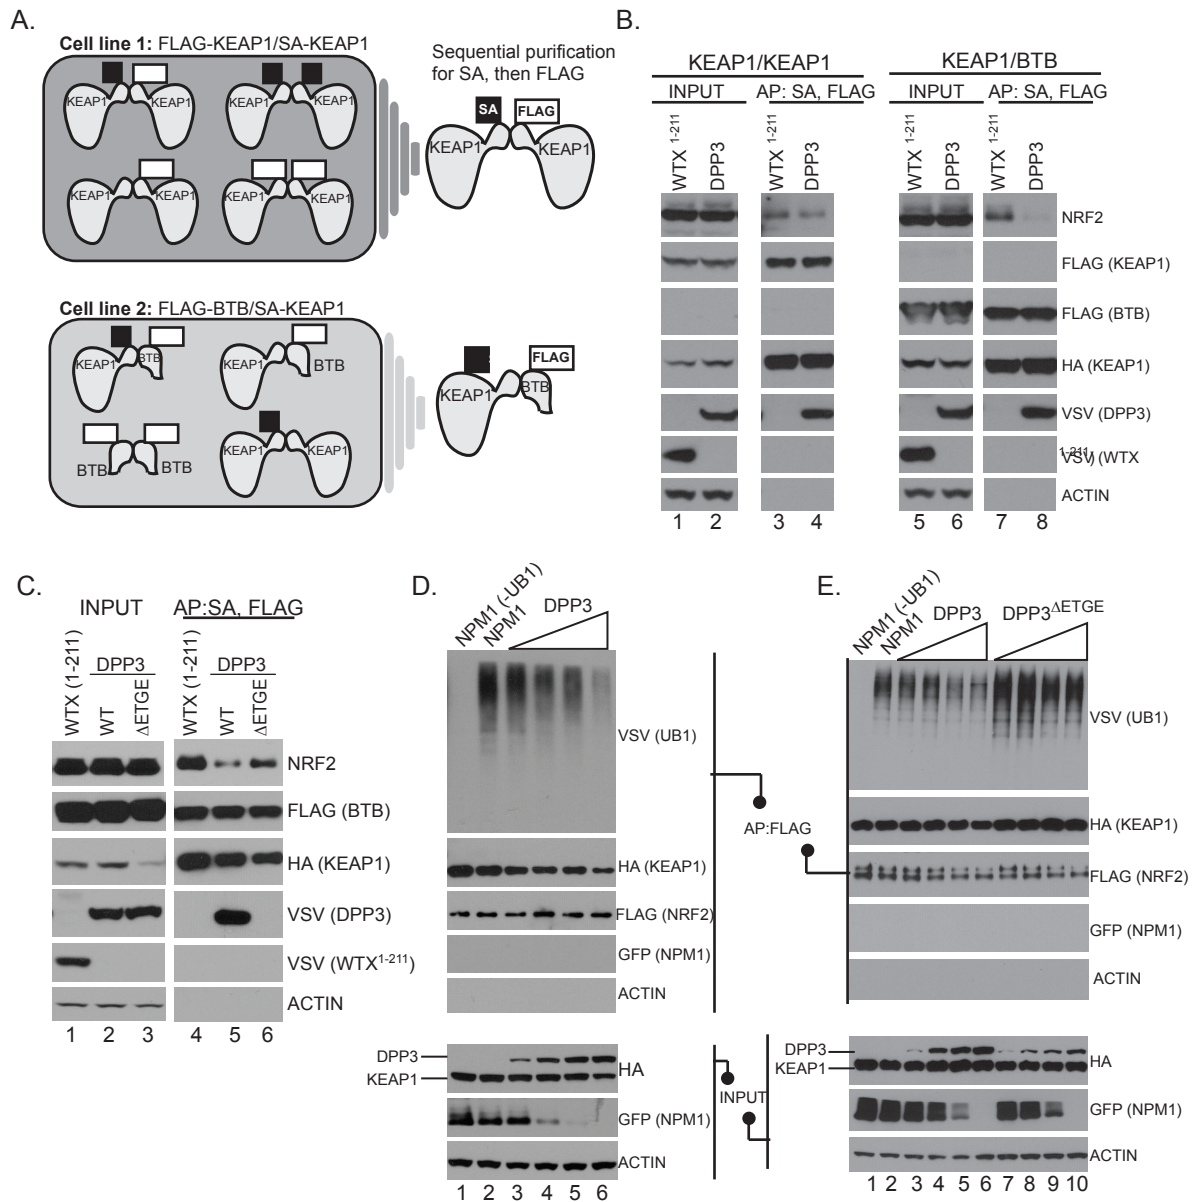 A.
Cell line 1: FLAG-KEAP1/SA-KEAP1
KEAP1 KEAP1 KEAP1 KEAP1
KEAP1 KEAP1 KEAP1 KEAP1
Sequential purification
for SA, then FLAG
SA FLAG
KEAP1 KEAP1
Cell line 2: FLAG-BTB/SA-KEAP1
KEAP1 BTB KEAP1 BTB
BTB BTB KEAP1 KEAP1
FLAG
KEAP1 BTB
B.
KEAP1/KEAP1 KEAP1/BTB
INPUT AP: SA, FLAG INPUT AP: SA, FLAG
WTX 1-211 DPP3 WTX 1-211 DPP3 WTX 1-211 DPP3 WTX 1-211 DPP3
NRF2
FLAG (KEAP1)
FLAG (BTB)
HA (KEAP1)
VSV (DPP3)
VSV (WTX 1-211)
ACTIN
1 2 3 4 5 6 7 8
C.
INPUT AP:SA, FLAG
DPP3 DPP3
WTX (1-211) WT ΔETGE WTX (1-211) WT ΔETGE
NRF2
FLAG (BTB)
HA (KEAP1)
VSV (DPP3)
VSV (WTX1-211)
ACTIN
1 2 3 4 5 6
D.
NPM1 (-UB1) NPM1 DPP3
VSV (UB1)
HA (KEAP1)
FLAG (NRF2)
GFP (NPM1)
ACTIN
AP:FLAG
DPP3
KEAP1
HA
GFP (NPM1)
ACTIN
INPUT
1 2 3 4 5 6
E.
NPM1 (-UB1) NPM1 DPP3 DPP3ΔETGE
VSV (UB1)
HA (KEAP1)
FLAG (NRF2)
GFP (NPM1)
ACTIN
DPP3
KEAP1
HA
GFP (NPM1)
ACTIN
1 2 3 4 5 6 7 8 9 10